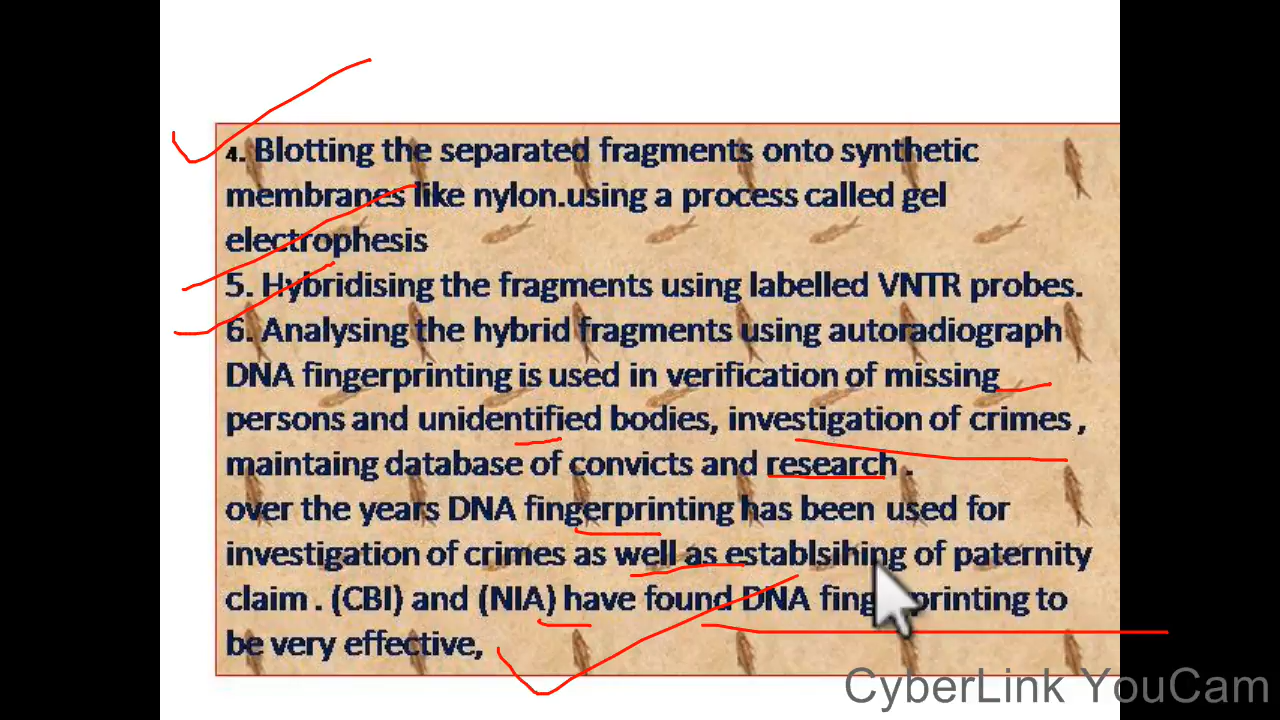 4. Blotting the separated fragments onto synthetic
membranes like nylon.using a process called gel
electrophesis
5. Hybridising the fragments using labelled VNTR probes.
6. Analysing the hybrid fragments using autoradiograph
DNA fingerprinting is used in verification of missing
persons and unidentified bodies, investigation of crimes ,
maintaing database of convicts and research .
over the years DNA fingerprinting has been used for
investigation of crimes as well as establsihing of paternity
claim . (CBI) and (NIA) have found DNA fingerprinting to
be very effective,
CyberLink YouCam